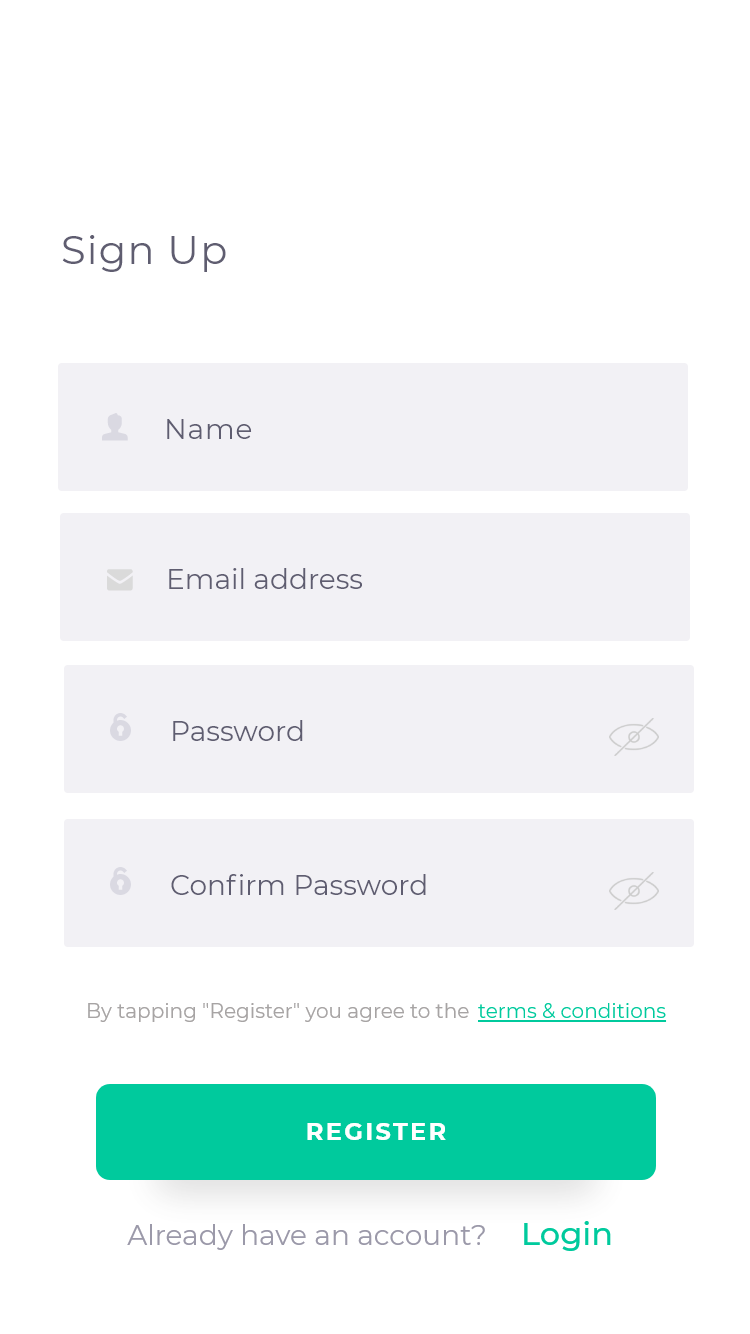 Sign Up
Name
Email address
Password
Confirm Password
By tapping "Register" you agree to the terms & conditions
REGISTER
Already have an account? Login